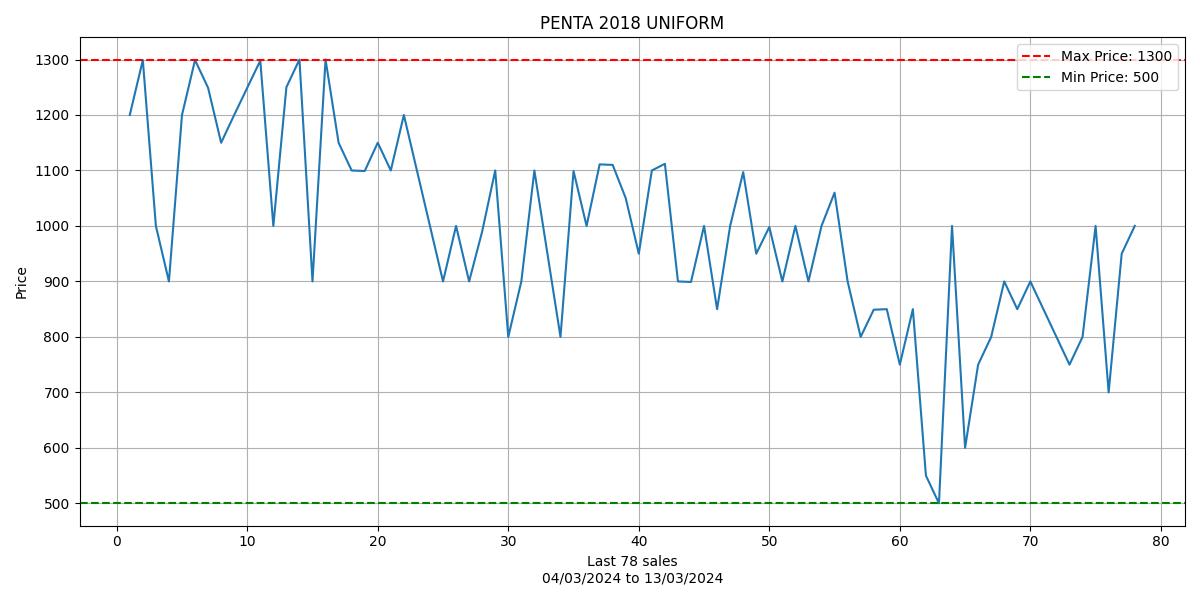 PENTA 2018 UNIFORM
Max Price: 1300
Min Price: 500
Price
1300
1200
1100
1000
900
800
700
600
500
0 10 20 30 40 50 60 70 80
Last 78 sales
04/03/2024 to 13/03/2024